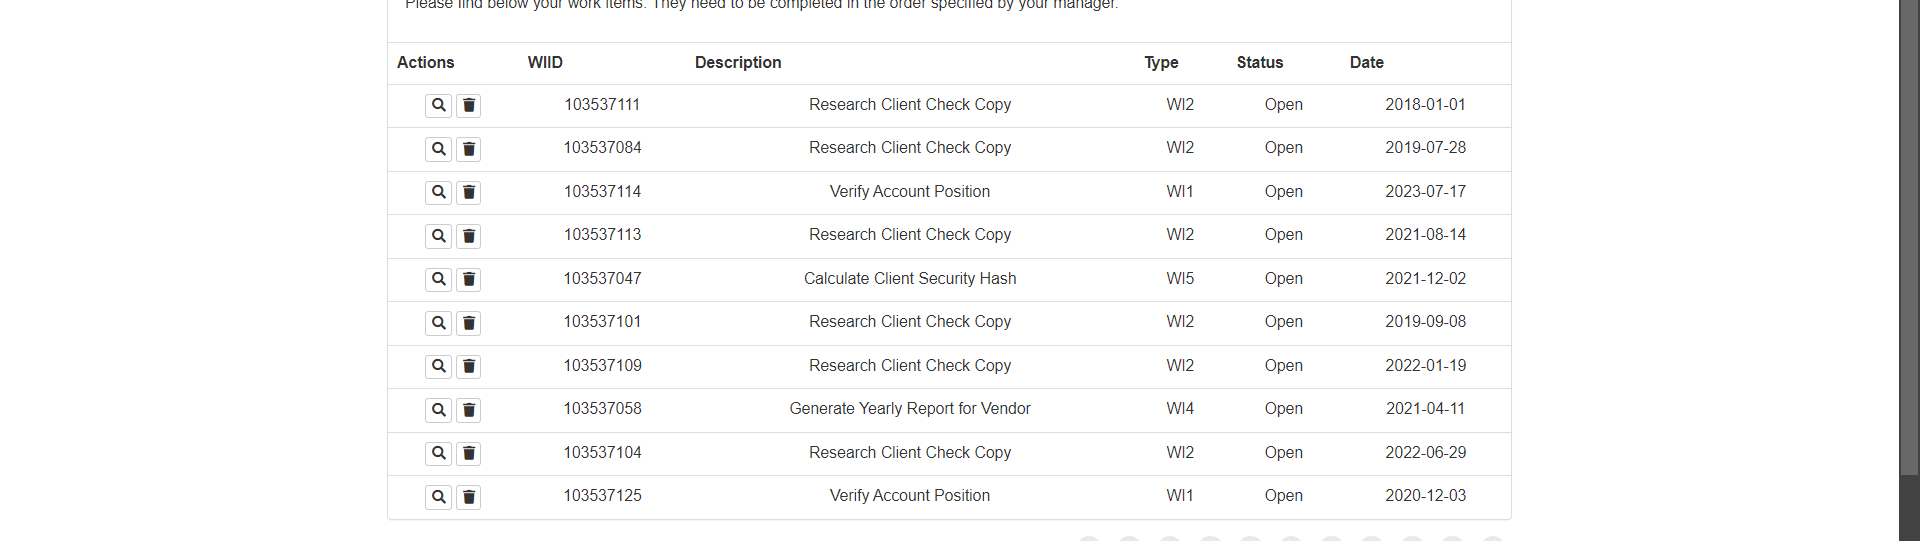 Please find below your work items. They need to be completed in the order specified by your manager.
Actions WIID Description Type Status Date
103537111 Research Client Check Copy WI2 Open 2018-01-01
103537084 Research Client Check Copy WI2 Open 2019-07-28
103537114 Verify Account Position WI1 Open 2023-07-17
103537113 Research Client Check Copy WI2 Open 2021-08-14
103537047 Calculate Client Security Hash WI5 Open 2021-12-02
103537101 Research Client Check Copy WI2 Open 2019-09-08
103537109 Research Client Check Copy WI2 Open 2022-01-19
103537058 Generate Yearly Report for Vendor WI4 Open 2021-04-11
103537104 Research Client Check Copy WI2 Open 2022-06-29
103537125 Verify Account Position WI1 Open 2020-12-03